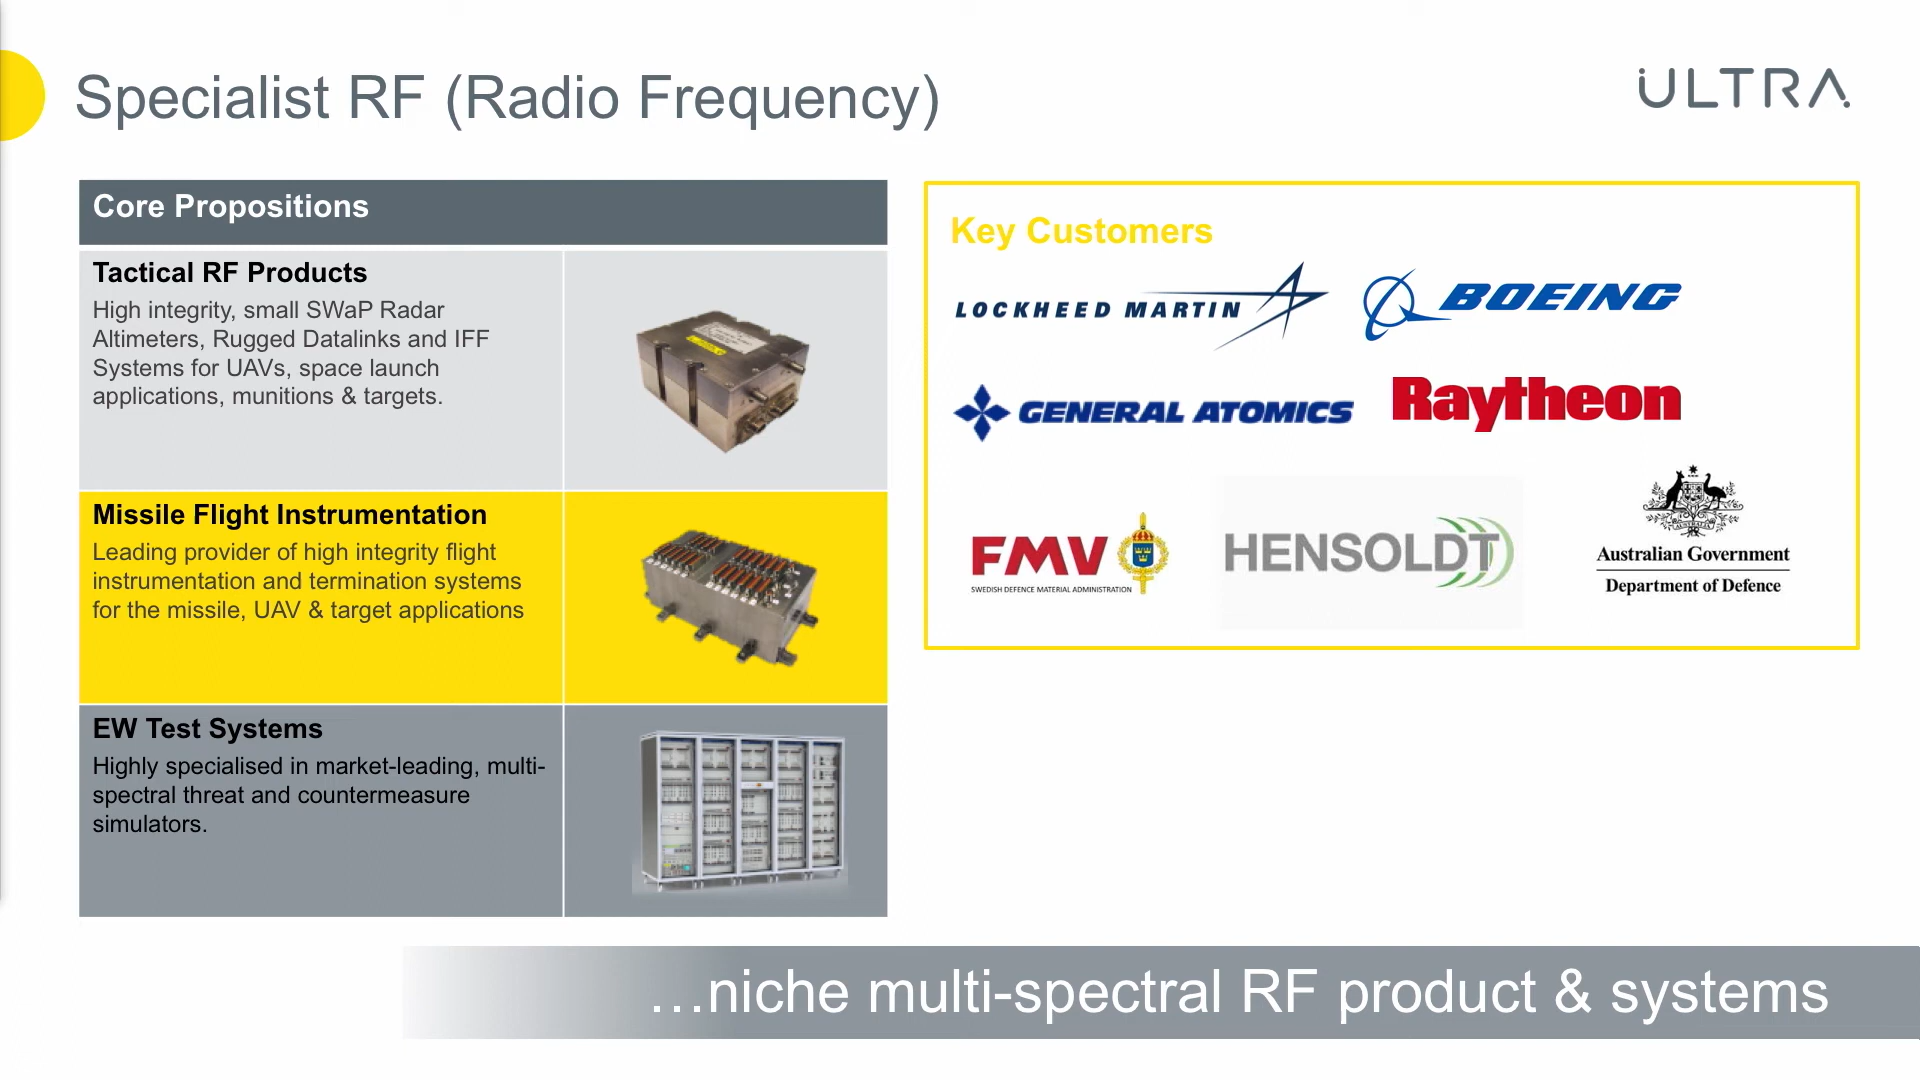 Specialist RF (Radio Frequency)
ULTRA
Core Propositions
Tactical RF Products
High integrity, small SWaP Radar
Altimeters, Rugged Datalinks and IFF
Systems for UAVs, space launch
applications, munitions & targets.
Missile Flight Instrumentation
Leading provider of high integrity flight
instrumentation and termination systems
for the missile, UAV & target applications
EW Test Systems
Highly specialised in market-leading, multi-
spectral threat and countermeasure
simulators.
Key Customers
LOCKHEED MARTIN
BOEING
GENERAL ATOMICS
Raytheon
FMV
SWEDISH DEFENCE MATERIAL ADMINISTRATION
HENSOLDT
AUSTRALIA
Australian Government
Department of Defence
…niche multi-spectral RF product & systems